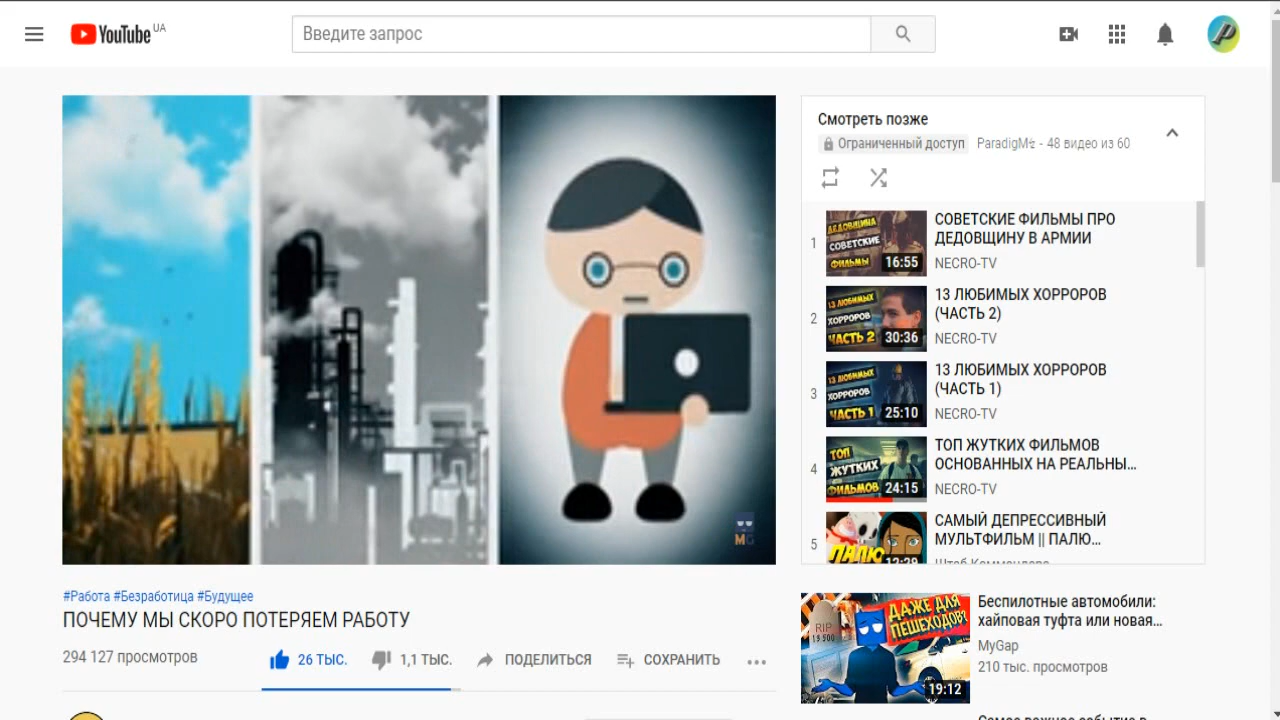 YouTube UA
Введите запрос
MG
#Работа #Безработица #Будущее
ПОЧЕМУ МЫ СКОРО ПОТЕРЯЕМ РАБОТУ
294 127 просмотров
26 ТЫС.
1,1 ТЫС.
ПОДЕЛИТЬСЯ
СОХРАНИТЬ
Смотреть позже
Ограниченный доступ
- 48 видео из 60
1
ДЕДОВЩИНА
СОВЕТСКИЕ
ФИЛЬМЫ
16:55
СОВЕТСКИЕ ФИЛЬМЫ ПРО
ДЕДОВЩИНУ В АРМИИ
NECRO-TV
2
13 ЛЮБИМЫХ
ХОРРОРОВ
ЧАСТЬ 2
30:36
13 ЛЮБИМЫХ ХОРРОРОВ
(ЧАСТЬ 2)
NECRO-TV
3
13 ЛЮБИМЫХ
ХОРРОРОВ
ЧАСТЬ 1
25:10
13 ЛЮБИМЫХ ХОРРОРОВ
(ЧАСТЬ 1)
NECRO-TV
4
ТОП
ЖУТКИХ
ФИЛЬМОВ
24:15
ТОП ЖУТКИХ ФИЛЬМОВ
ОСНОВАННЫХ НА РЕАЛЬНЫ...
NECRO-TV
5
ПАЛЮ
САМЫЙ ДЕПРЕССИВНЫЙ
МУЛЬТФИЛЬМ || ПАЛЮ...
RIP
ДАЖЕ ДЛЯ
ПЕШЕХОДОВ?
19:12
Беспилотные автомобили:
хайповая туфта или новая...
MyGap
210 тыс. просмотров